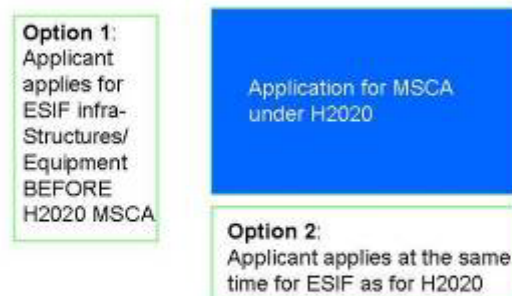 Option 1:
Applicant
applies for
ESIF infra-
Structures/
Equipment
BEFORE
H2020 MSCA
Application for MSCA
under H2020
Option 2:
Applicant applies at the same
time for ESIF as for H2020